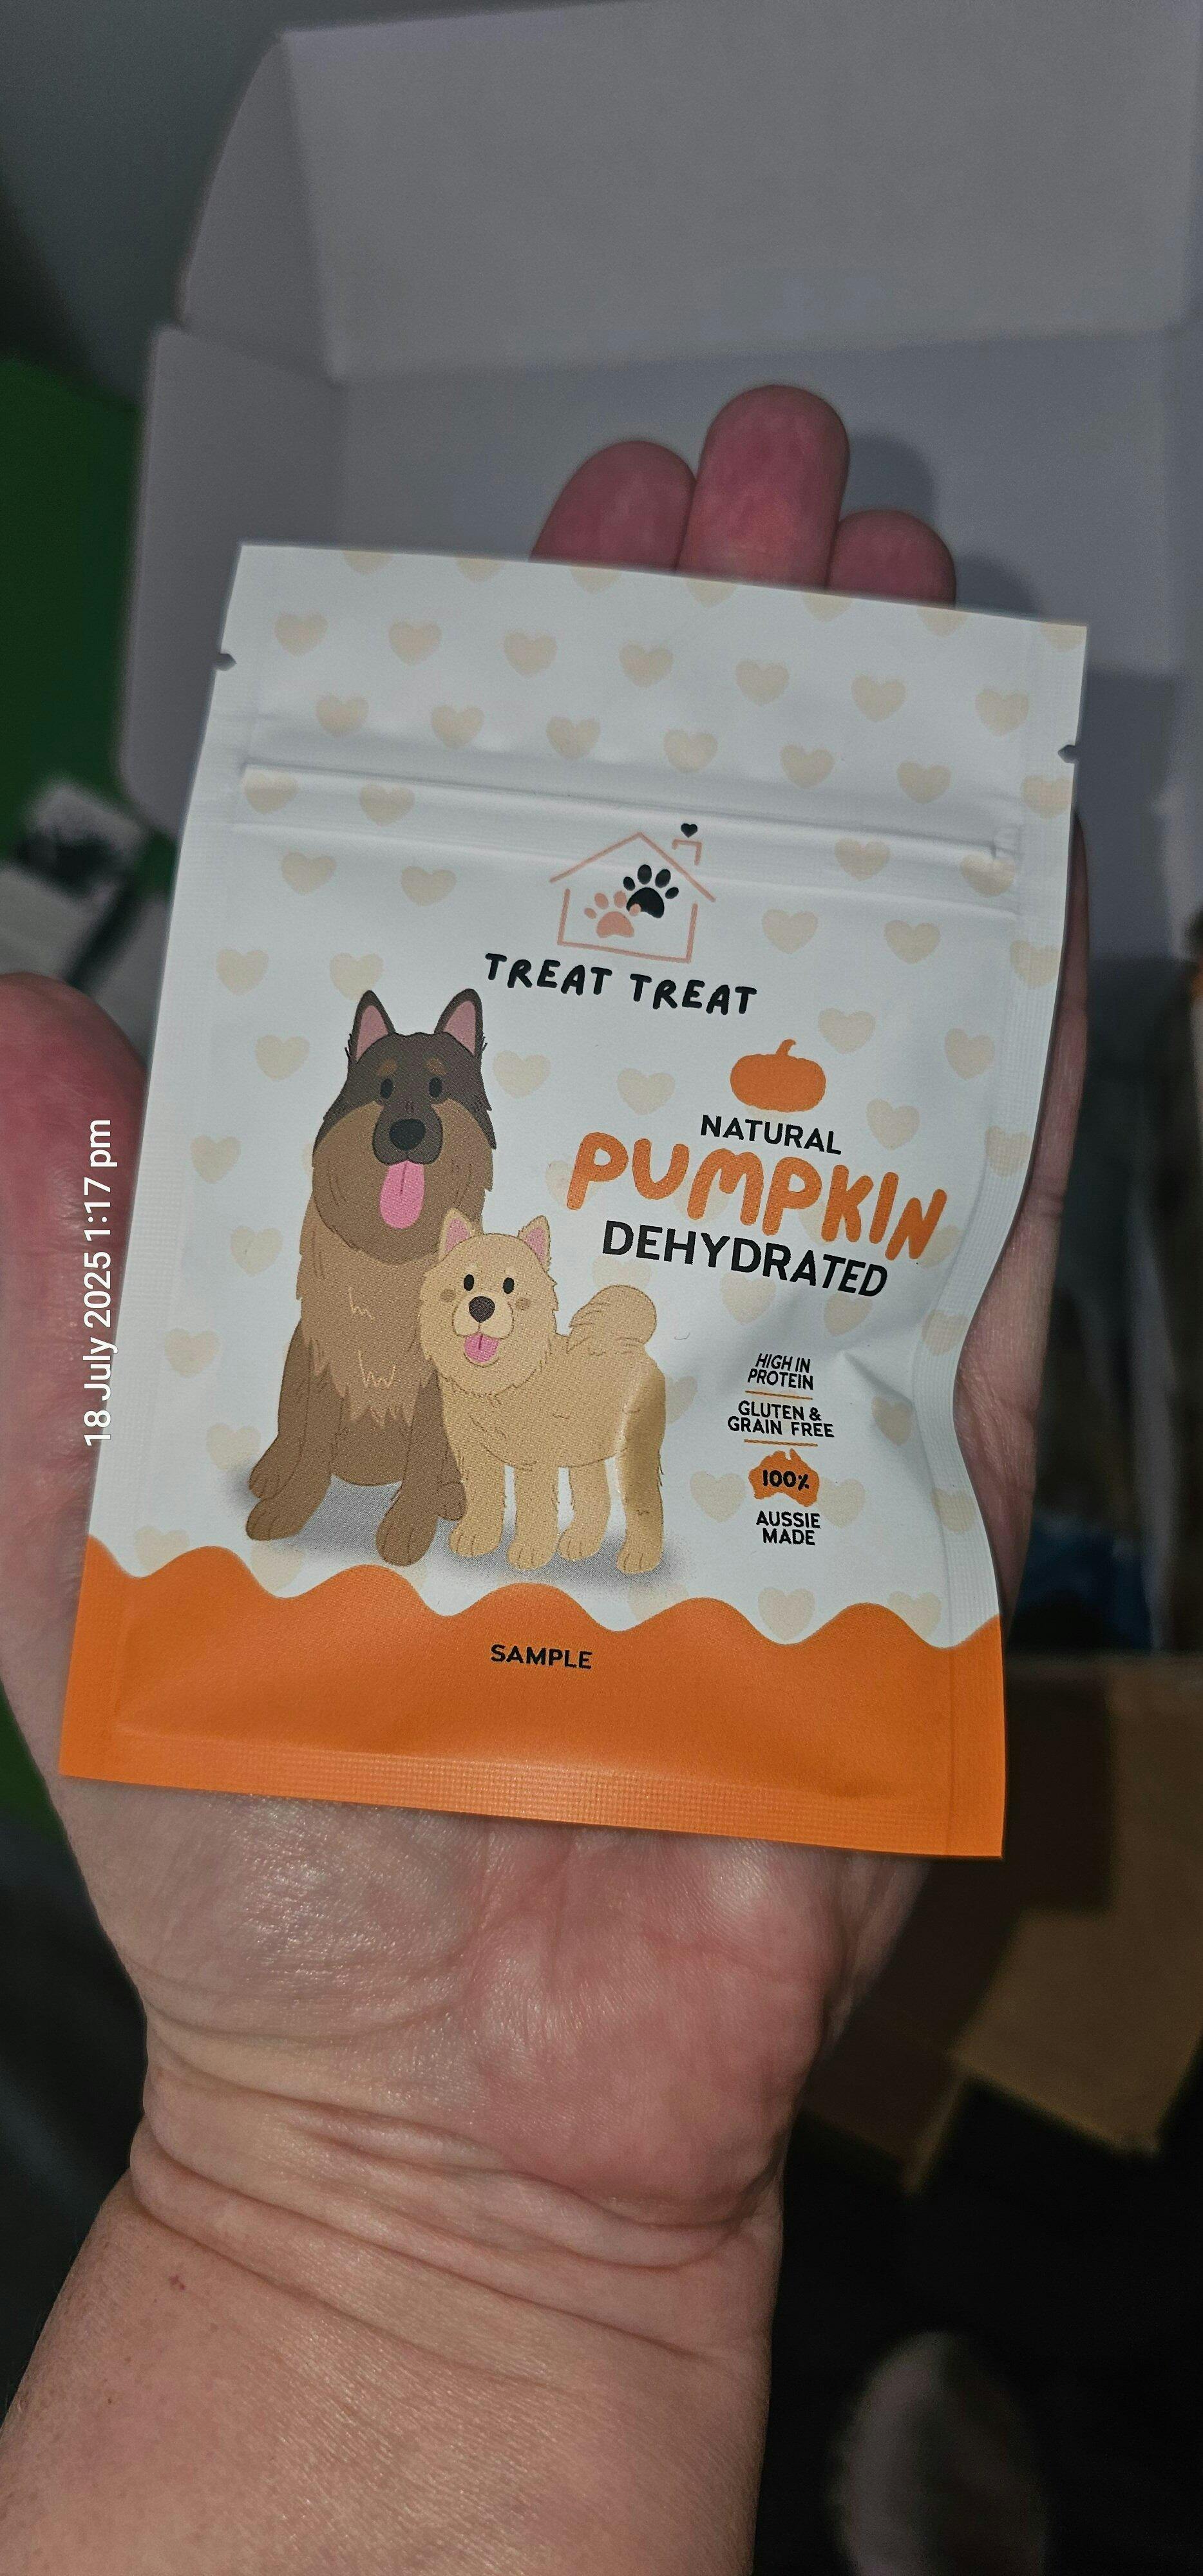 TREAT TREAT
NATURAL
PUMPKIN
DEHYDRATED
HIGH IN
PROTEIN
GLUTEN &
GRAIN FREE
100%
AUSSIE
MADE
SAMPLE
18 July 2025 1:17 pm